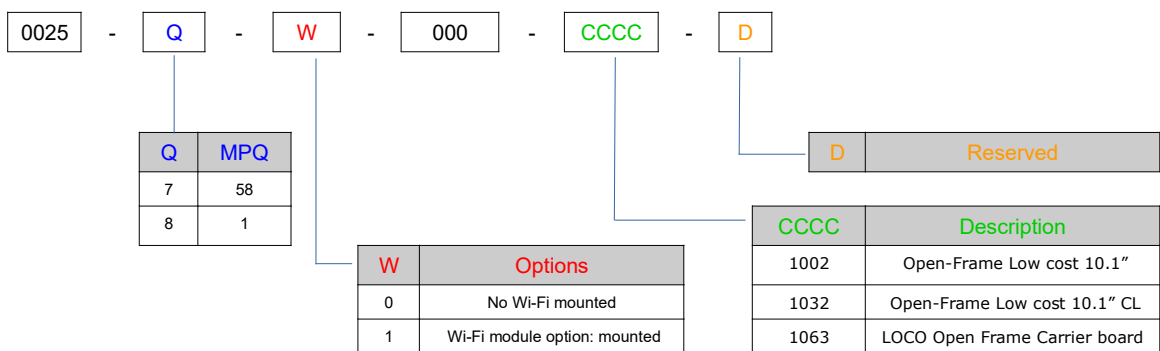 0025 - Q - W - 000 - CCCC - D
Q MPQ
7 58
8 1
D Reserved
W Options
0 No Wi-Fi mounted
1 Wi-Fi module option: mounted
CCCC Description
1002 Open-Frame Low cost 10.1”
1032 Open-Frame Low cost 10.1” CL
1063 LOCO Open Frame Carrier board